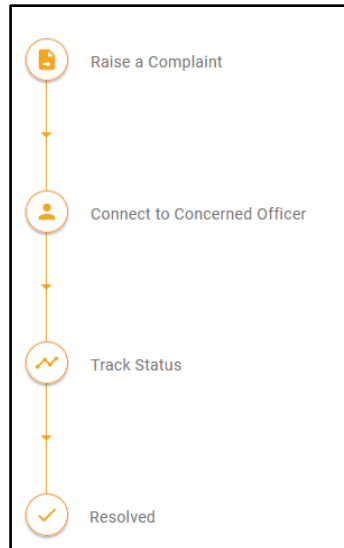 Raise a Complaint
Connect to Concerned Officer
Track Status
Resolved